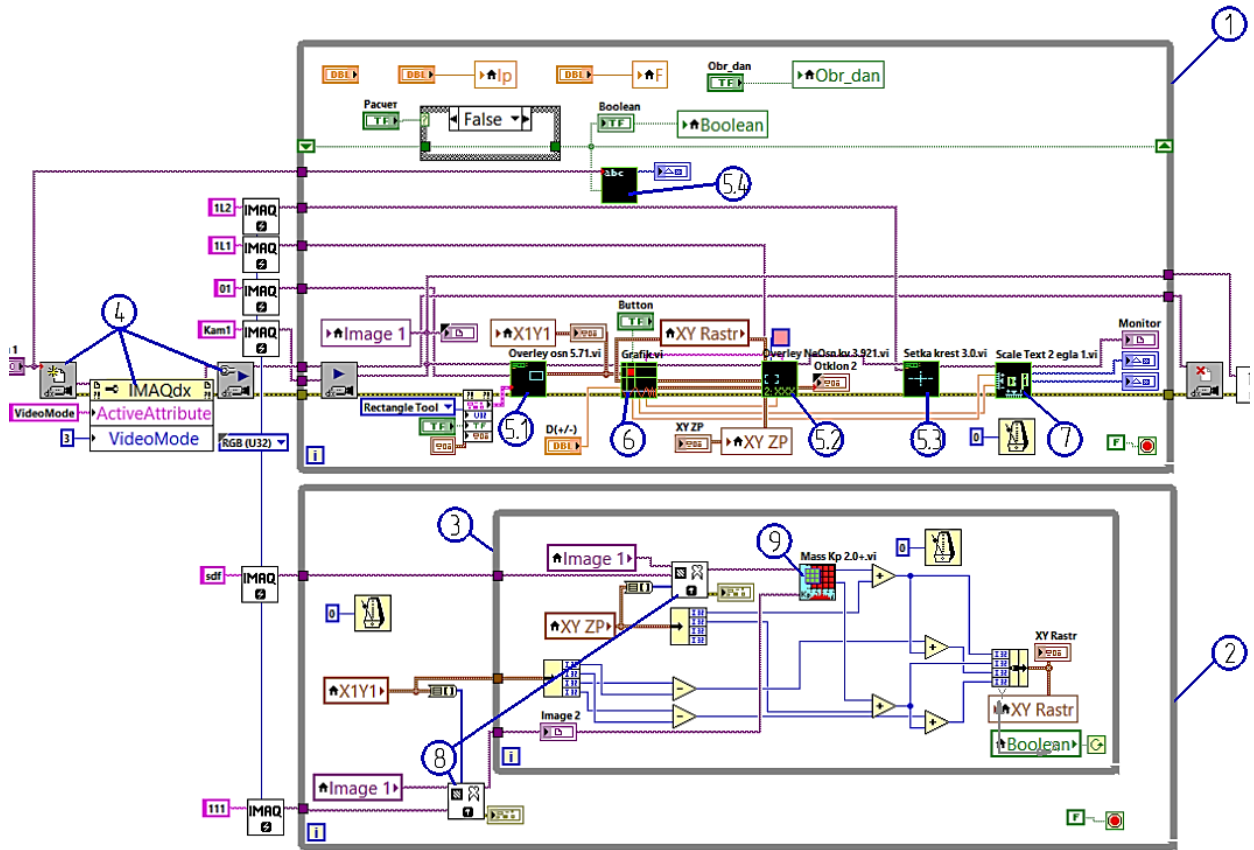 1
DBL
DBL
Ip
DBL
F
Obr_dan
TF
Obr_dan
Расчет
TF
?
False
Boolean
TF
Boolean
abc
5.4
1L2
IMAQ
1L1
IMAQ
01
IMAQ
Kam1
IMAQ
4
Image 1
X1Y1
Button
TF
XY Rastr
Monitor
1
IMAQdx
VideoMode
ActiveAttribute
3
VideoMode
RGB (U32)
Overley osn 5.71.vi
Grafik.vi
Overley NeOsn kv 3.921.vi
Otklon 2
Setka krest 3.0.vi
Scale Text 2 egla 1.vi
Rectangle Tool
TF
5.1
D(+/-)
DBL
6
XY ZP
XY ZP
5.2
5.3
0
7
F
i
2
3
sdf
IMAQ
0
Image 1
9
Mass Kp 2.0+.vi
0
XY ZP
X1Y1
XY Rastr
Image 2
XY Rastr
Boolean
i
8
Image 1
111
IMAQ
F
i